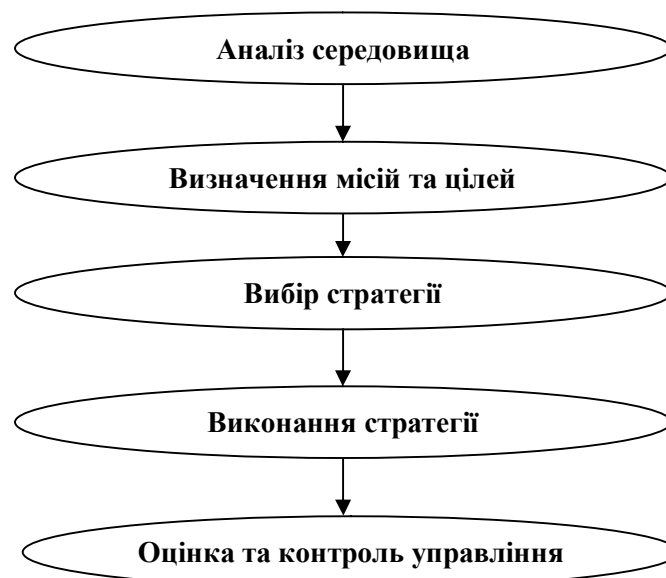 Аналіз середовища
Визначення місій та цілей
Вибір стратегії
Виконання стратегії
Оцінка та контроль управління